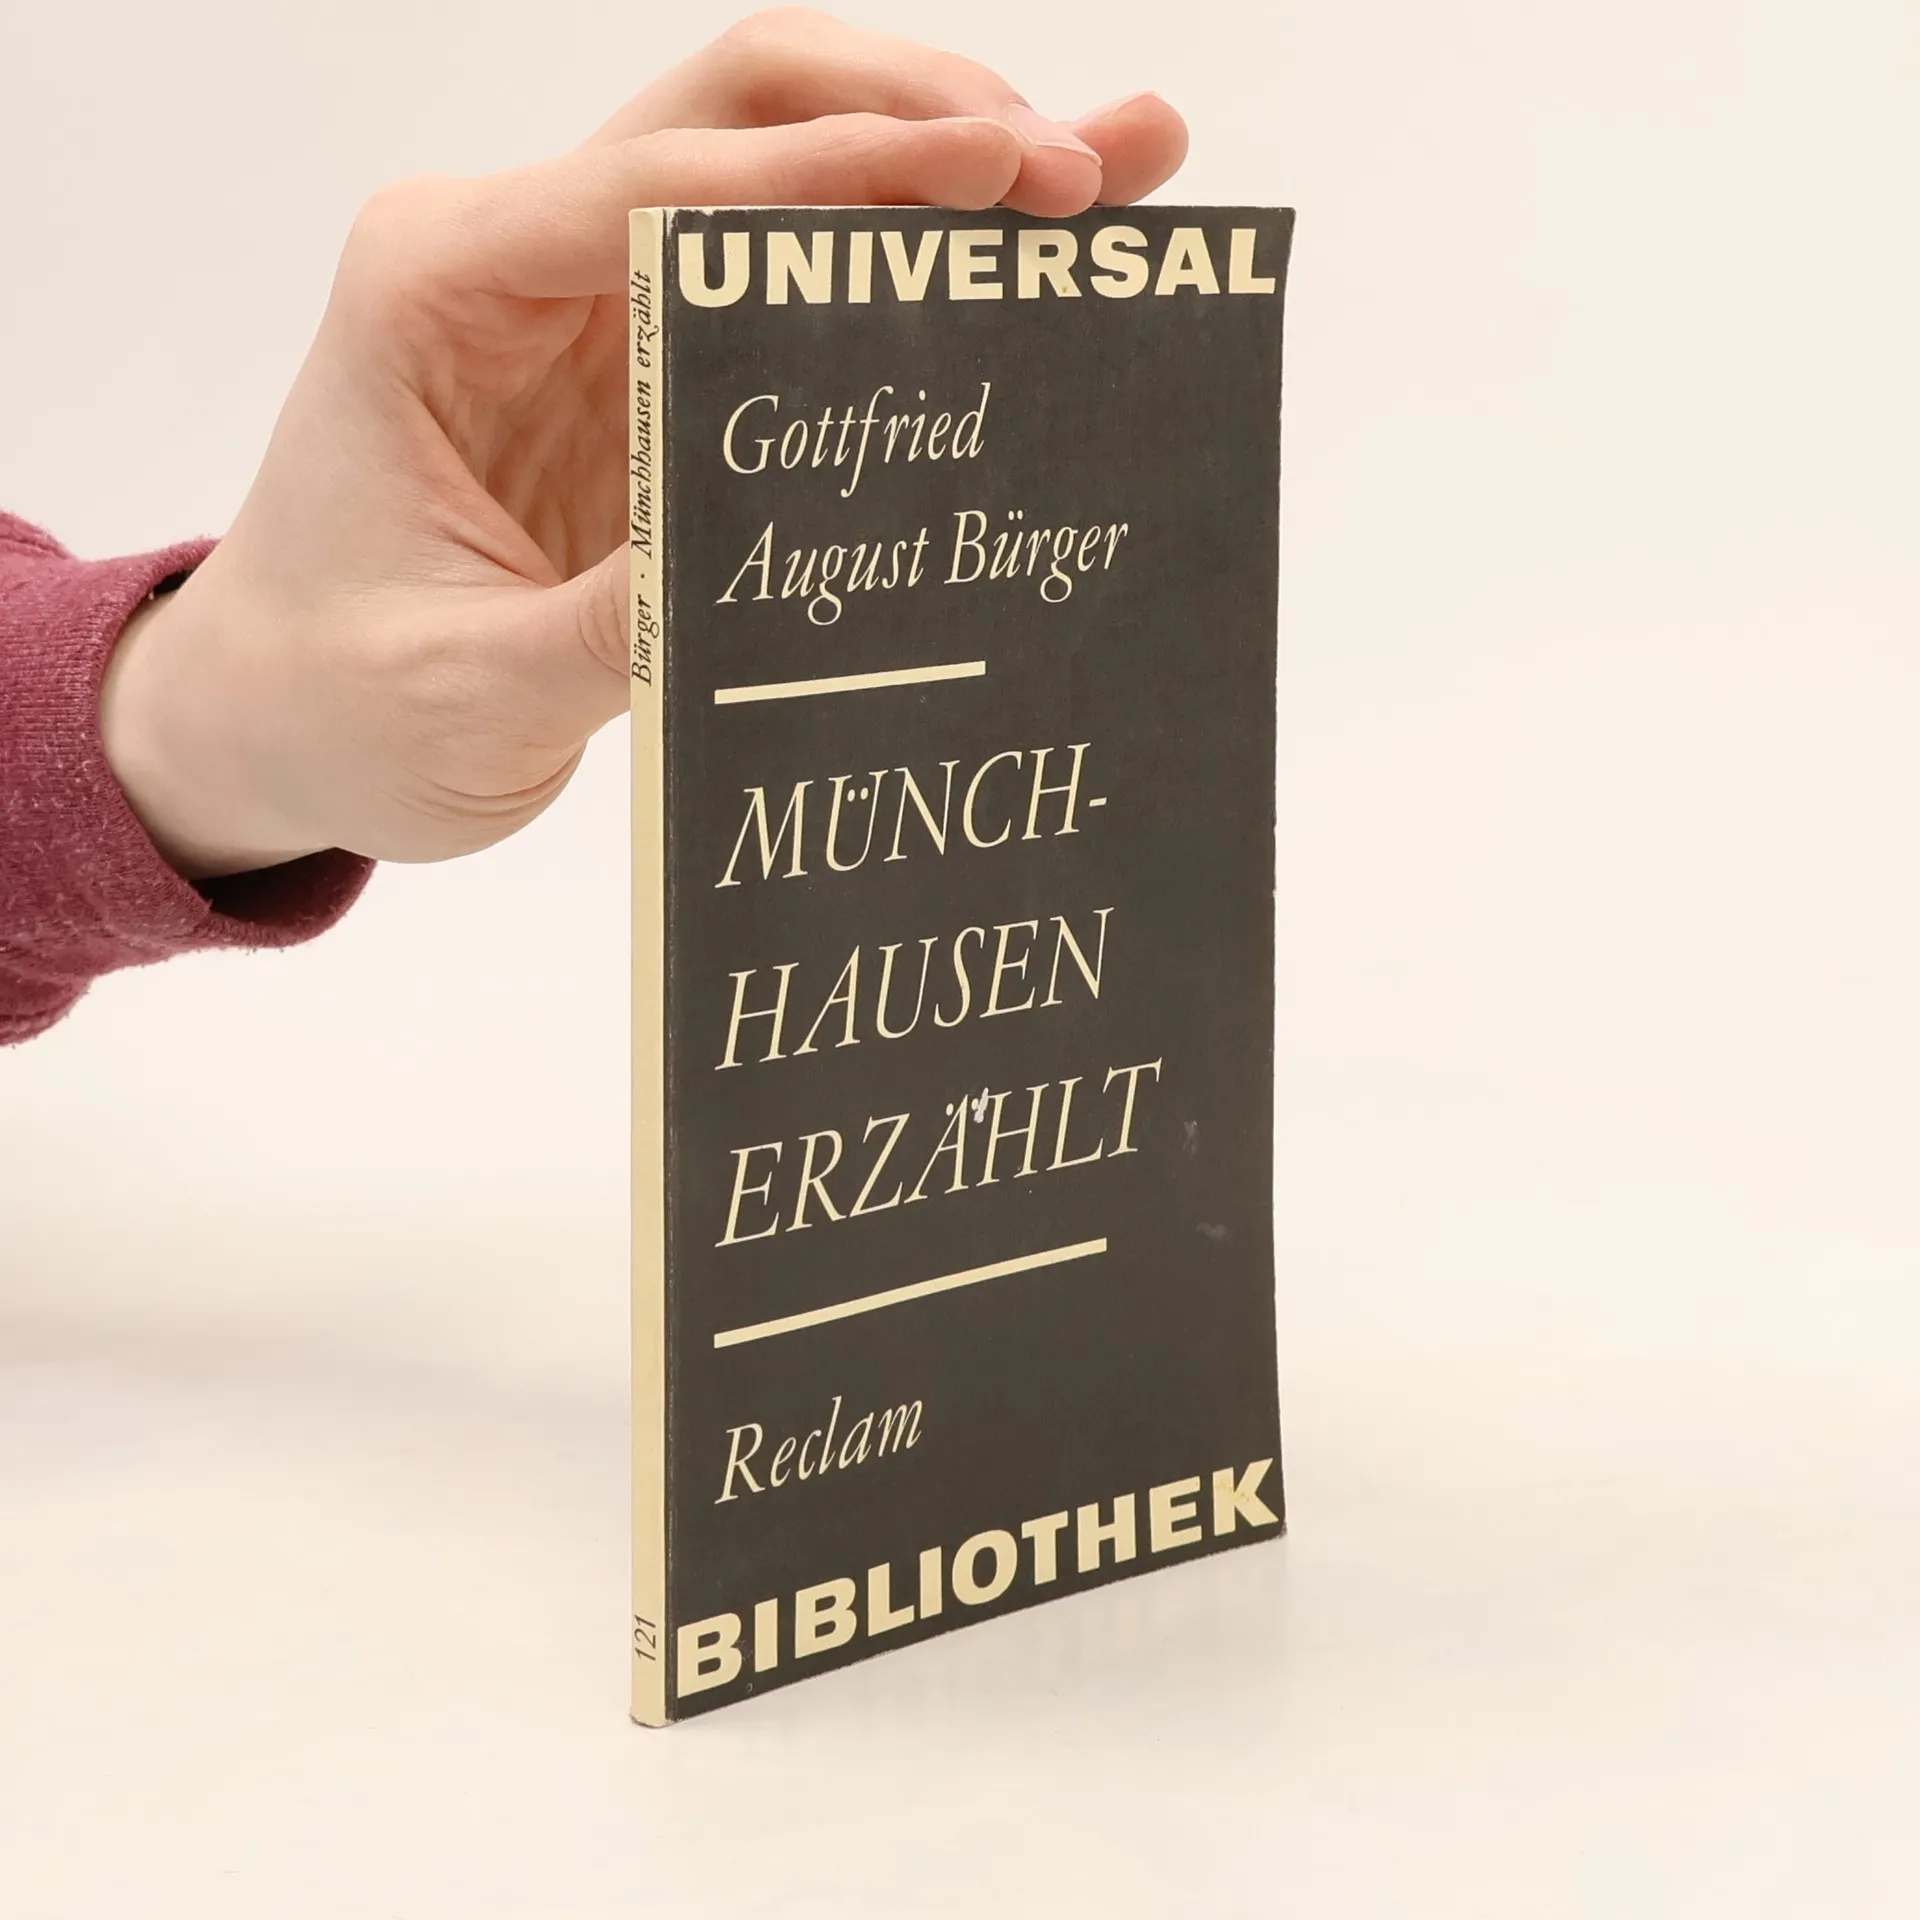 UNIVERSAL
Gottfried
August Bürger
MÜNCH-
HAUSEN
ERZÄHLT
Reclam
BIBLIOTHEK
Bürger · Münchhausen erzählt
121